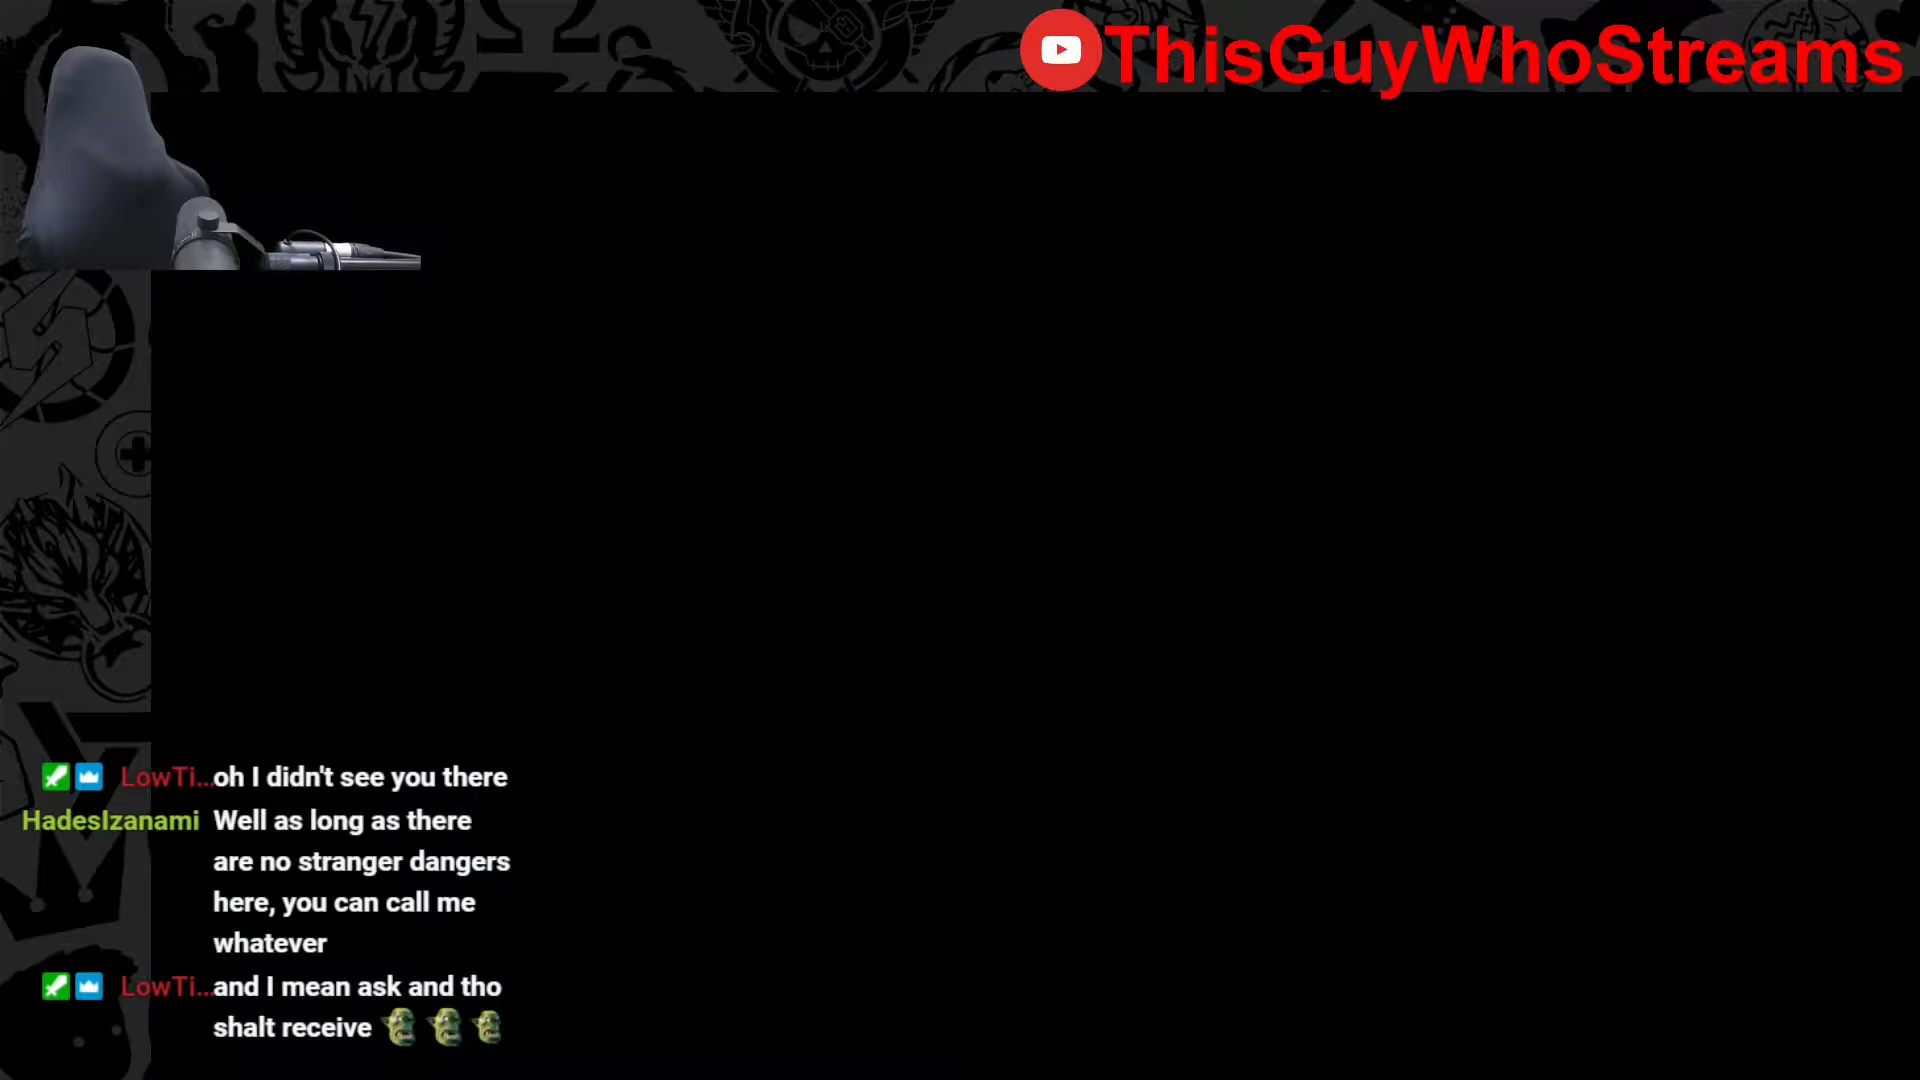 ThisGuyWhoStreams
LowTi...oh I didn't see you there
HadesIzanami Well as long as there
are no stranger dangers
here, you can call me
whatever
LowTi...and I mean ask and tho
shalt receive